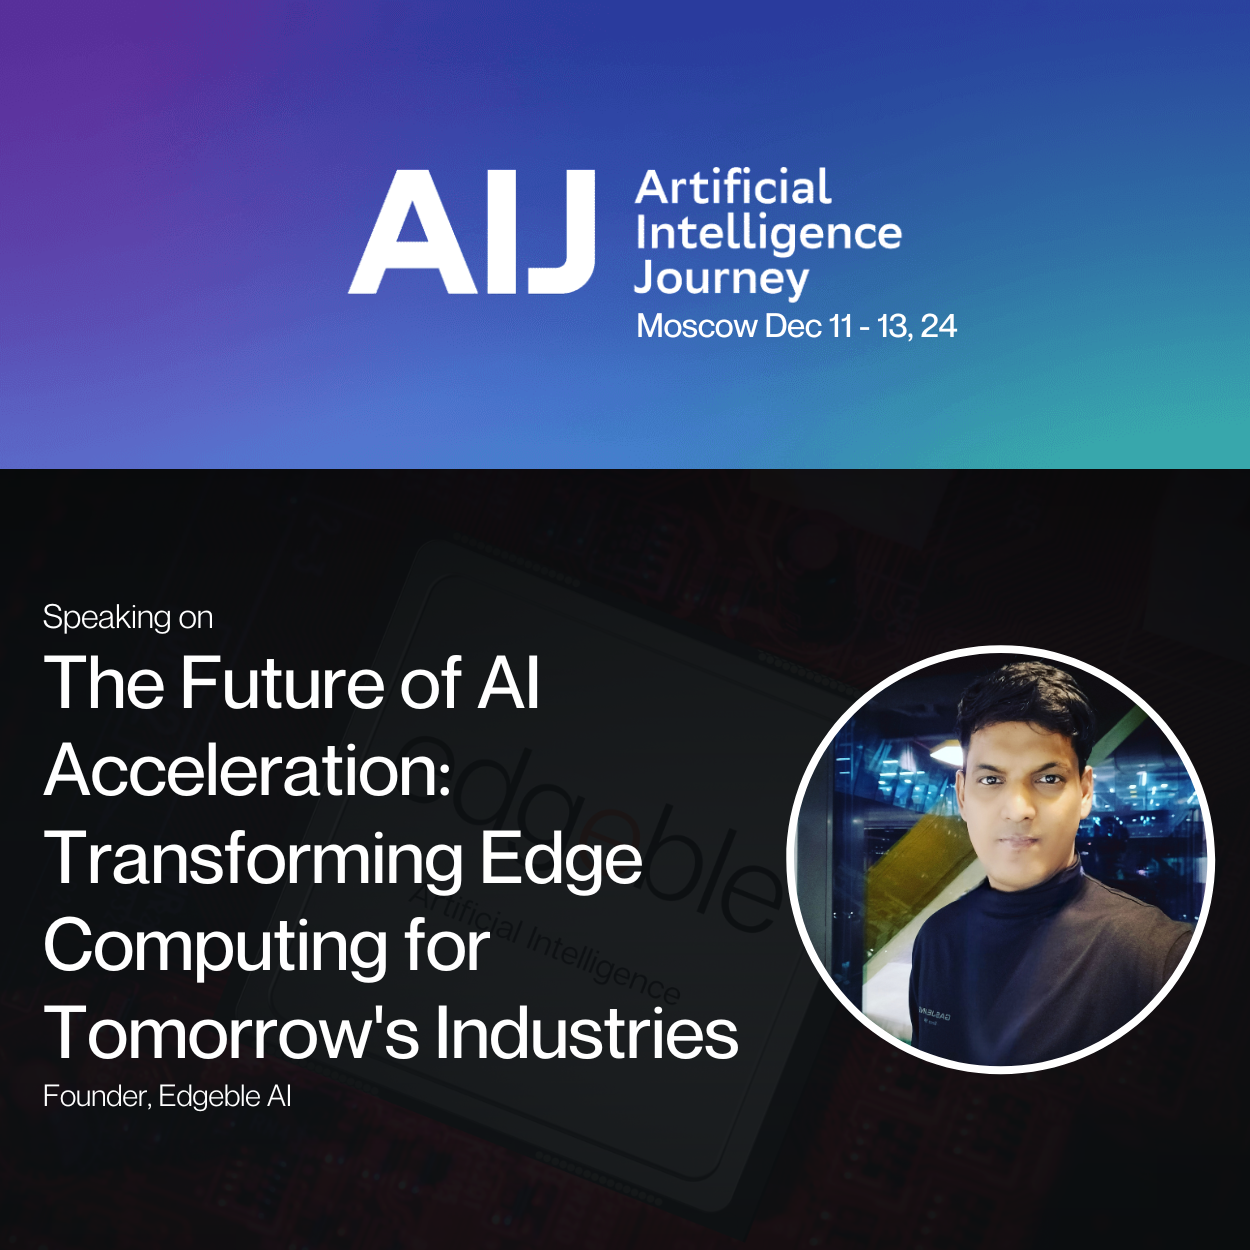 AIJ
Artificial
Intelligence
Journey
Moscow Dec 11 - 13, 24
Speaking on
The Future of AI
Acceleration:
Transforming Edge
Computing for
Tomorrow's Industries
Founder, Edgeble AI
edgeble
Artificial Intelligence